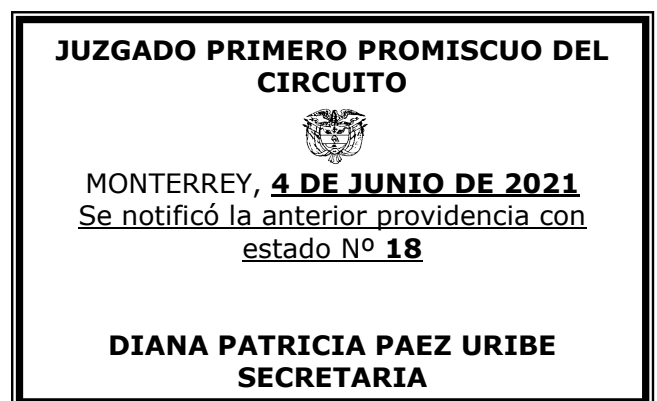 JUZGADO PRIMERO PROMISCUO DEL
CIRCUITO
MONTERREY, 4 DE JUNIO DE 2021
Se notificó la anterior providencia con
estado Nº 18
DIANA PATRICIA PAEZ URIBE
SECRETARIA